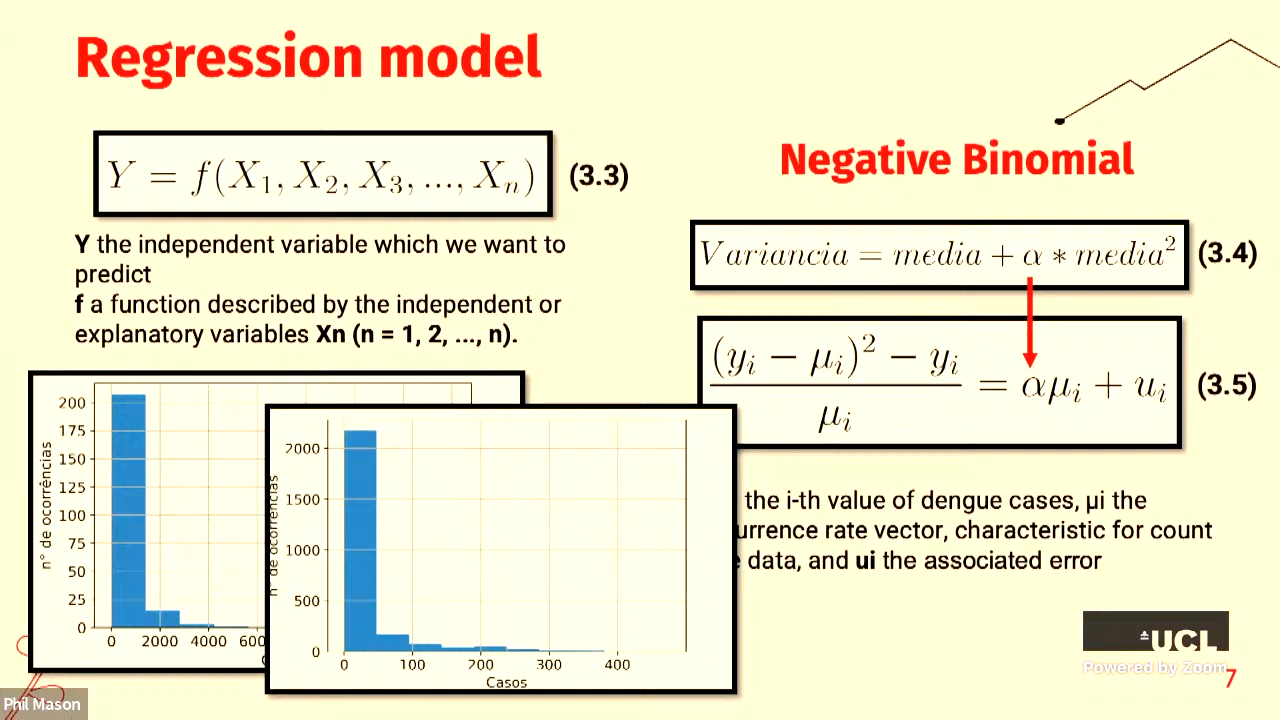 Regression model
Y = f(X₁, X₂, X₃, ..., Xₙ)
(3.3)
Y the independent variable which we want to
predict
f a function described by the independent or
explanatory variables Xn (n = 1, 2, ..., n).
Negative Binomial
Variancia = media + α * media²
(3.4)
(yᵢ − μᵢ)² − yᵢ
μᵢ
= αμᵢ + uᵢ
(3.5)
the i-th value of dengue cases, μi the
urrence rate vector, characteristic for count
data, and ui the associated error
n° de ocorrências
200
175
150
125
100
75
50
25
0
0 2000 4000 600
n° de ocorrências
2000
1500
1000
500
0
0 100 200 300 400
Casos
UCL
Powered by Zoom
7
Phil Mason